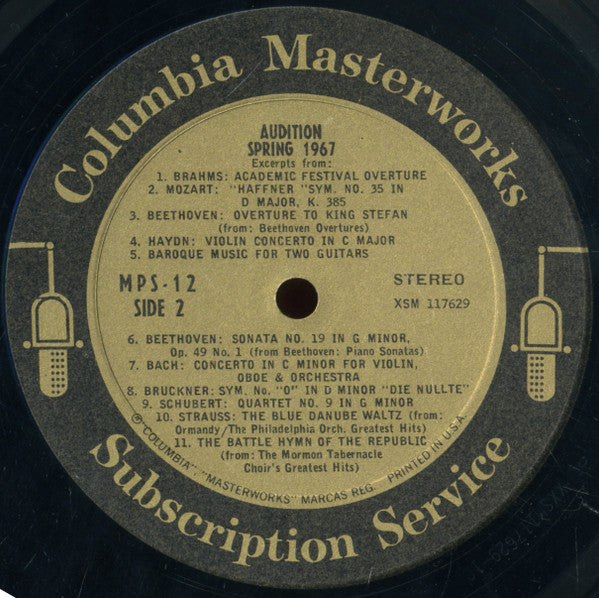 Columbia Masterworks
AUDITION
SPRING 1967
Excerpts from:
1. BRAHMS: ACADEMIC FESTIVAL OVERTURE
2. MOZART: "HAFFNER "SYM. NO. 35 IN
D MAJOR, K. 385
3. BEETHOVEN: OVERTURE TO KING STEFAN
(from: Beethoven Overtures)
4. HAYDN: VIOLIN CONCERTO IN C MAJOR
5. BAROQUE MUSIC FOR TWO GUITARS
MPS-12
SIDE 2
STEREO
XSM 117629
6. BEETHOVEN: SONATA NO. 19 IN G MINOR,
Op. 49 No. 1 (from Beethoven: Piano Sonatas)
7. BACH: CONCERTO IN C MINOR FOR VIOLIN,
OBOE & ORCHESTRA
8. BRUCKNER: SYM. No. "O" IN D MINOR "DIE NULLTE"
9. SCHUBERT: QUARTET NO. 9 IN G MINOR
10. STRAUSS: THE BLUE DANUBE WALTZ (from:
Ormandy/The Philadelphia Orch. Greatest Hits)
11. THE BATTLE HYMN OF THE REPUBLIC
(from: The Mormon Tabernacle
Choir's Greatest Hits)
® "COLUMBIA", "MASTERWORKS" MARCAS REG. PRINTED IN U.S.A.
Subscription Service